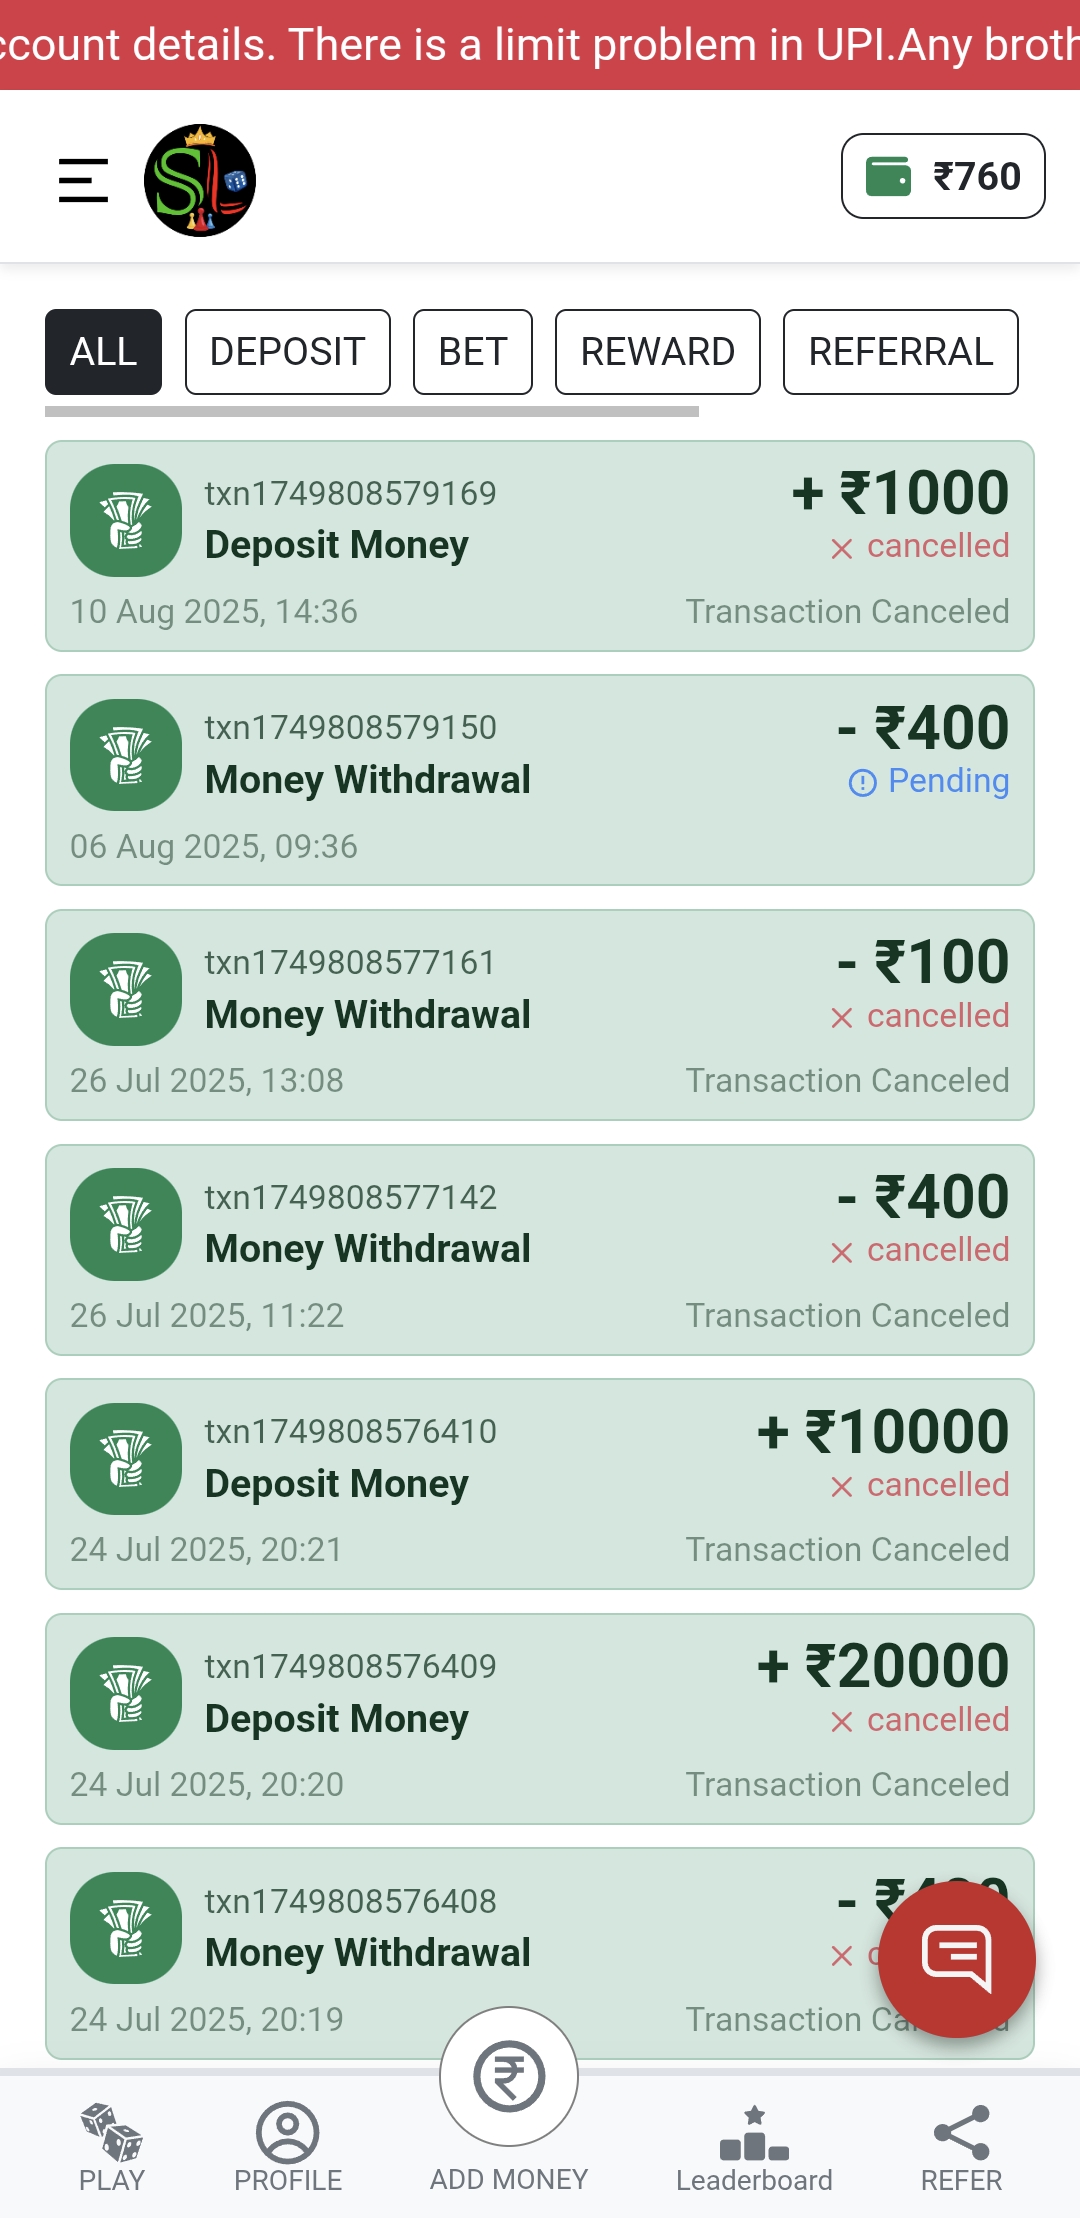 ccount details. There is a limit problem in UPI.Any broth
SL
₹760
ALL DEPOSIT BET REWARD REFERRAL
txn1749808579169 + ₹1000
Deposit Money × cancelled
10 Aug 2025, 14:36 Transaction Canceled
txn1749808579150 - ₹400
Money Withdrawal Pending
06 Aug 2025, 09:36
txn1749808577161 - ₹100
Money Withdrawal × cancelled
26 Jul 2025, 13:08 Transaction Canceled
txn1749808577142 - ₹400
Money Withdrawal × cancelled
26 Jul 2025, 11:22 Transaction Canceled
txn1749808576410 + ₹10000
Deposit Money × cancelled
24 Jul 2025, 20:21 Transaction Canceled
txn1749808576409 + ₹20000
Deposit Money × cancelled
24 Jul 2025, 20:20 Transaction Canceled
txn1749808576408 - ₹
Money Withdrawal ×
24 Jul 2025, 20:19 Transaction
₹
PLAY PROFILE ADD MONEY Leaderboard REFER